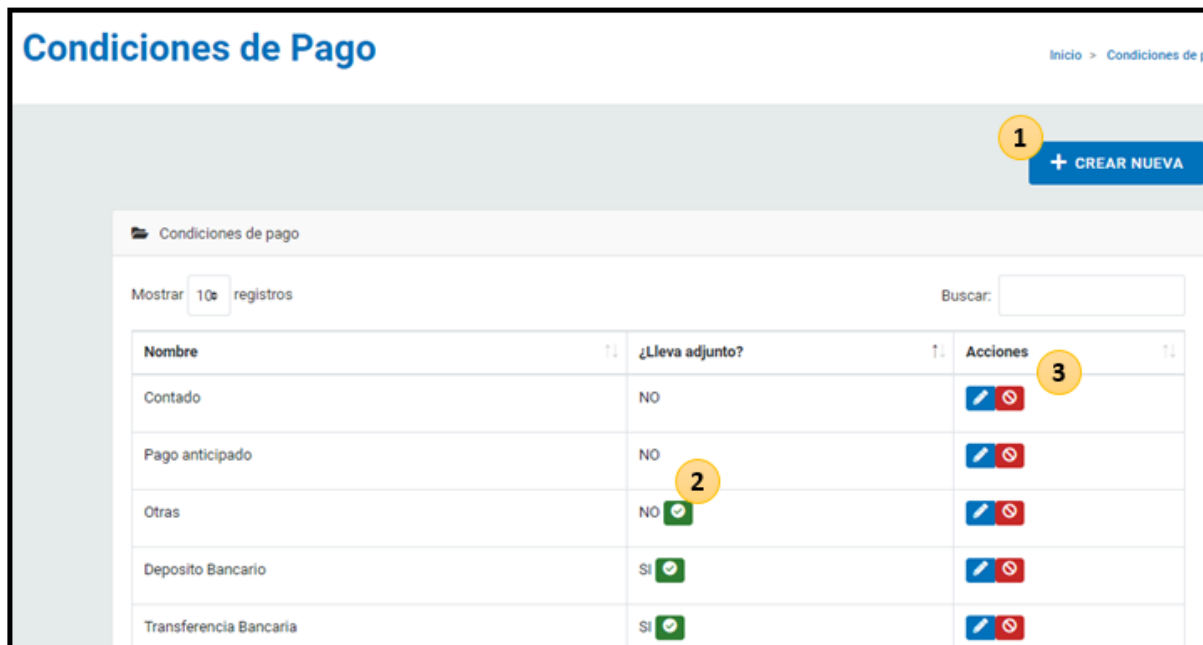 Condiciones de Pago
Inicio > Condiciones de
1
+ CREAR NUEVA
Condiciones de pago
Mostrar 10 registros Buscar:
Nombre ¿Lleva adjunto? Acciones
3
Contado NO
Pago anticipado NO
2
Otras NO
Deposito Bancario SI
Transferencia Bancaria SI